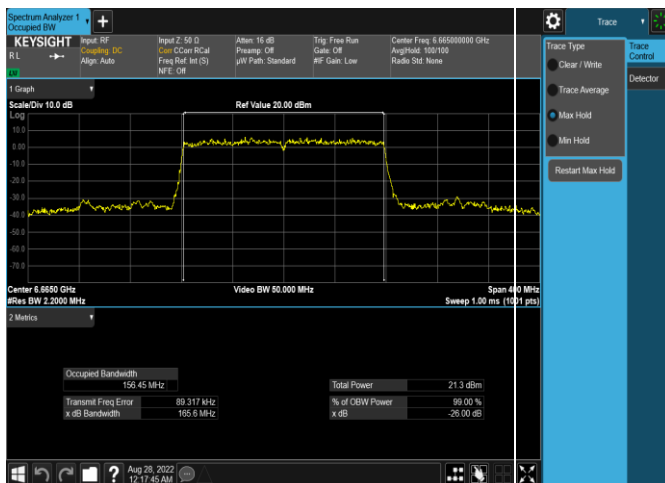 Spectrum Analyzer 1
Occupied BW
+
KEYSIGHT
R L
LXI
Input: RF
Coupling: DC
Align: Auto
Input Z: 50 Ω
Corr CCorr RCal
Freq Ref: Int (S)
NFE: Off
Atten: 16 dB
Preamp: Off
µW Path: Standard
Trig: Free Run
Gate: Off
#IF Gain: Low
Center Freq: 6.665000000 GHz
Avg|Hold: 100/100
Radio Std: None
1 Graph
Scale/Div 10.0 dB
Ref Value 20.00 dBm
Log
10.0
0.00
-10.0
-20.0
-30.0
-40.0
-50.0
-60.0
-70.0
Center 6.6650 GHz
Video BW 50.000 MHz
Span 400 MHz
#Res BW 2.2000 MHz
Sweep 1.00 ms (1001 pts)
2 Metrics
Occupied Bandwidth
156.45 MHz
Transmit Freq Error 89.317 kHz
x dB Bandwidth 165.6 MHz
Total Power 21.3 dBm
% of OBW Power 99.00 %
x dB -26.00 dB
Aug 28, 2022
12:17:45 AM
?
Trace
Trace Type
Clear / Write
Trace Average
Max Hold
Min Hold
Restart Max Hold
Trace
Control
Detector